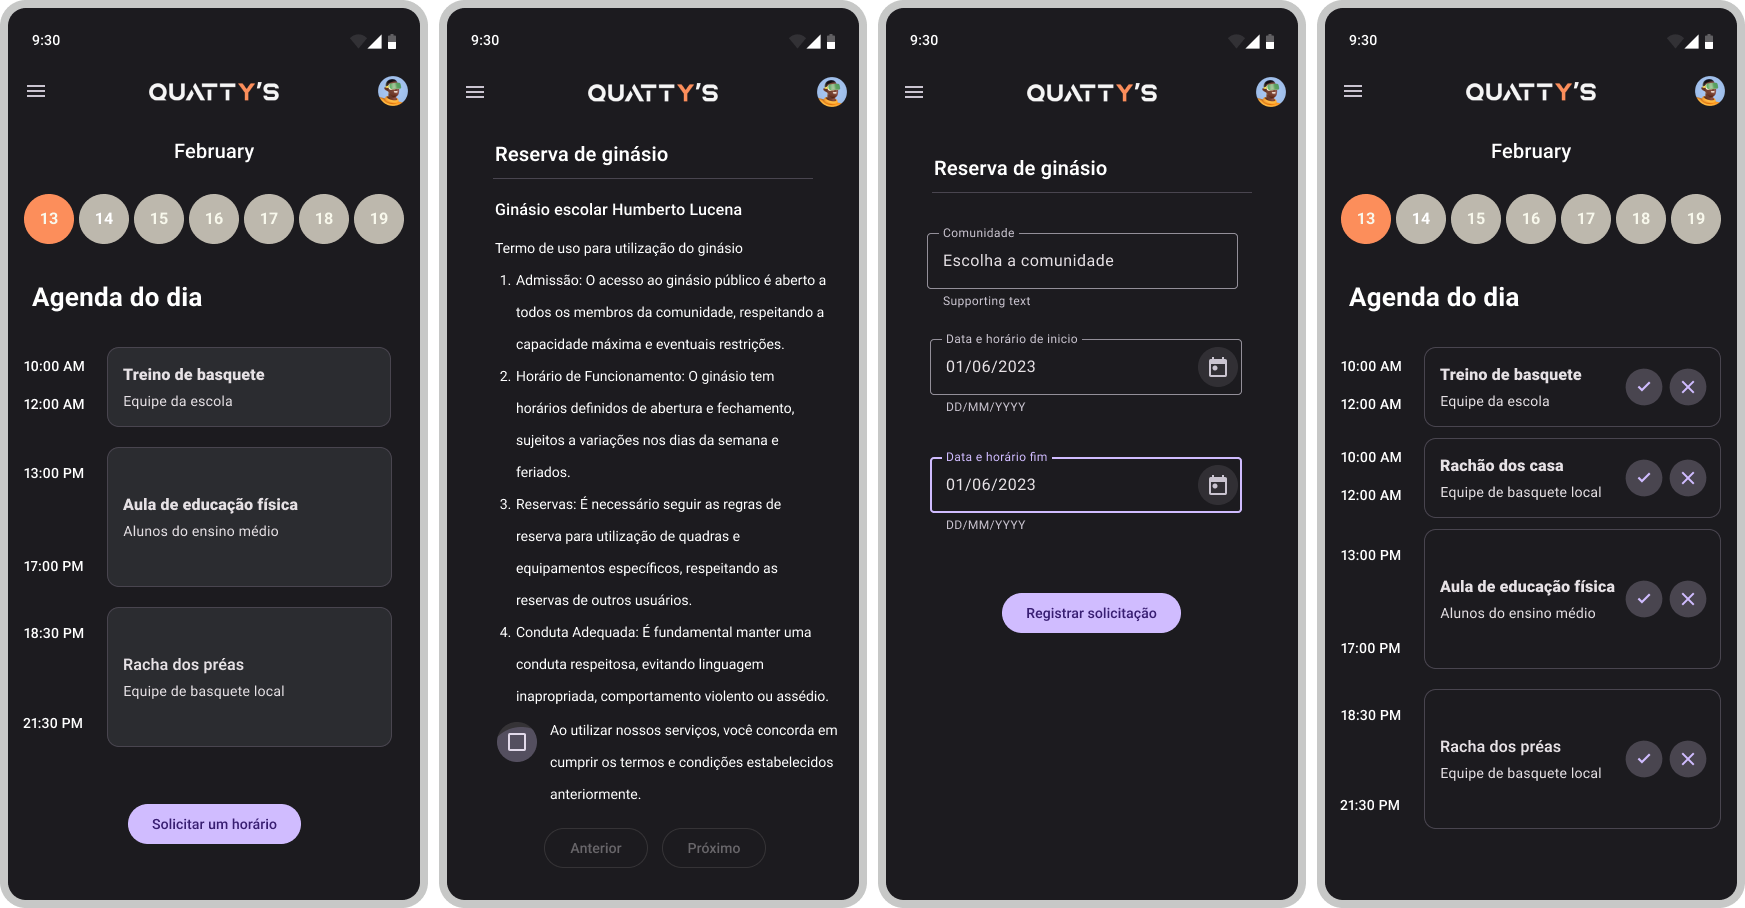 9:30
QUATTY'S
February
13 14 15 16 17 18 19
Agenda do dia
10:00 AM
12:00 AM
Treino de basquete
Equipe da escola
13:00 PM
Aula de educação física
Alunos do ensino médio
17:00 PM
18:30 PM
Racha dos préas
Equipe de basquete local
21:30 PM
Solicitar um horário
9:30
QUATTY'S
Reserva de ginásio
Ginásio escolar Humberto Lucena
Termo de uso para utilização do ginásio
1. Admissão: O acesso ao ginásio público é aberto a
todos os membros da comunidade, respeitando a
capacidade máxima e eventuais restrições.
2. Horário de Funcionamento: O ginásio tem
horários definidos de abertura e fechamento,
sujeitos a variações nos dias da semana e
feriados.
3. Reservas: É necessário seguir as regras de
reserva para utilização de quadras e
equipamentos específicos, respeitando as
reservas de outros usuários.
4. Conduta Adequada: É fundamental manter uma
conduta respeitosa, evitando linguagem
inapropriada, comportamento violento ou assédio.
Ao utilizar nossos serviços, você concorda em
cumprir os termos e condições estabelecidos
anteriormente.
Anterior
Próximo
9:30
QUATTY'S
Reserva de ginásio
Comunidade
Escolha a comunidade
Supporting text
Data e horário de inicio
01/06/2023
DD/MM/YYYY
Data e horário fim
01/06/2023
DD/MM/YYYY
Registrar solicitação
9:30
QUATTY'S
February
13 14 15 16 17 18 19
Agenda do dia
10:00 AM
12:00 AM
Treino de basquete
Equipe da escola
10:00 AM
12:00 AM
Rachão dos casa
Equipe de basquete local
13:00 PM
Aula de educação física
Alunos do ensino médio
17:00 PM
18:30 PM
Racha dos préas
Equipe de basquete local
21:30 PM